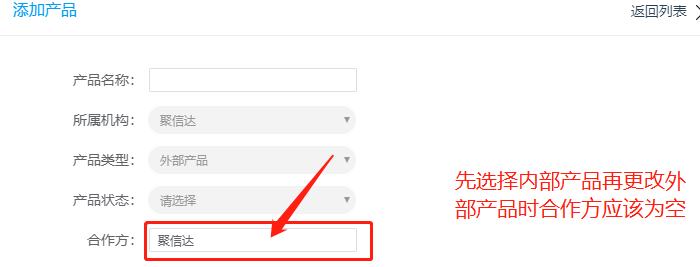 添加产品
返回列表
产品名称：
所属机构： 聚信达
产品类型： 外部产品
产品状态： 请选择
合作方： 聚信达
先选择内部产品再更改外
部产品时合作方应该为空